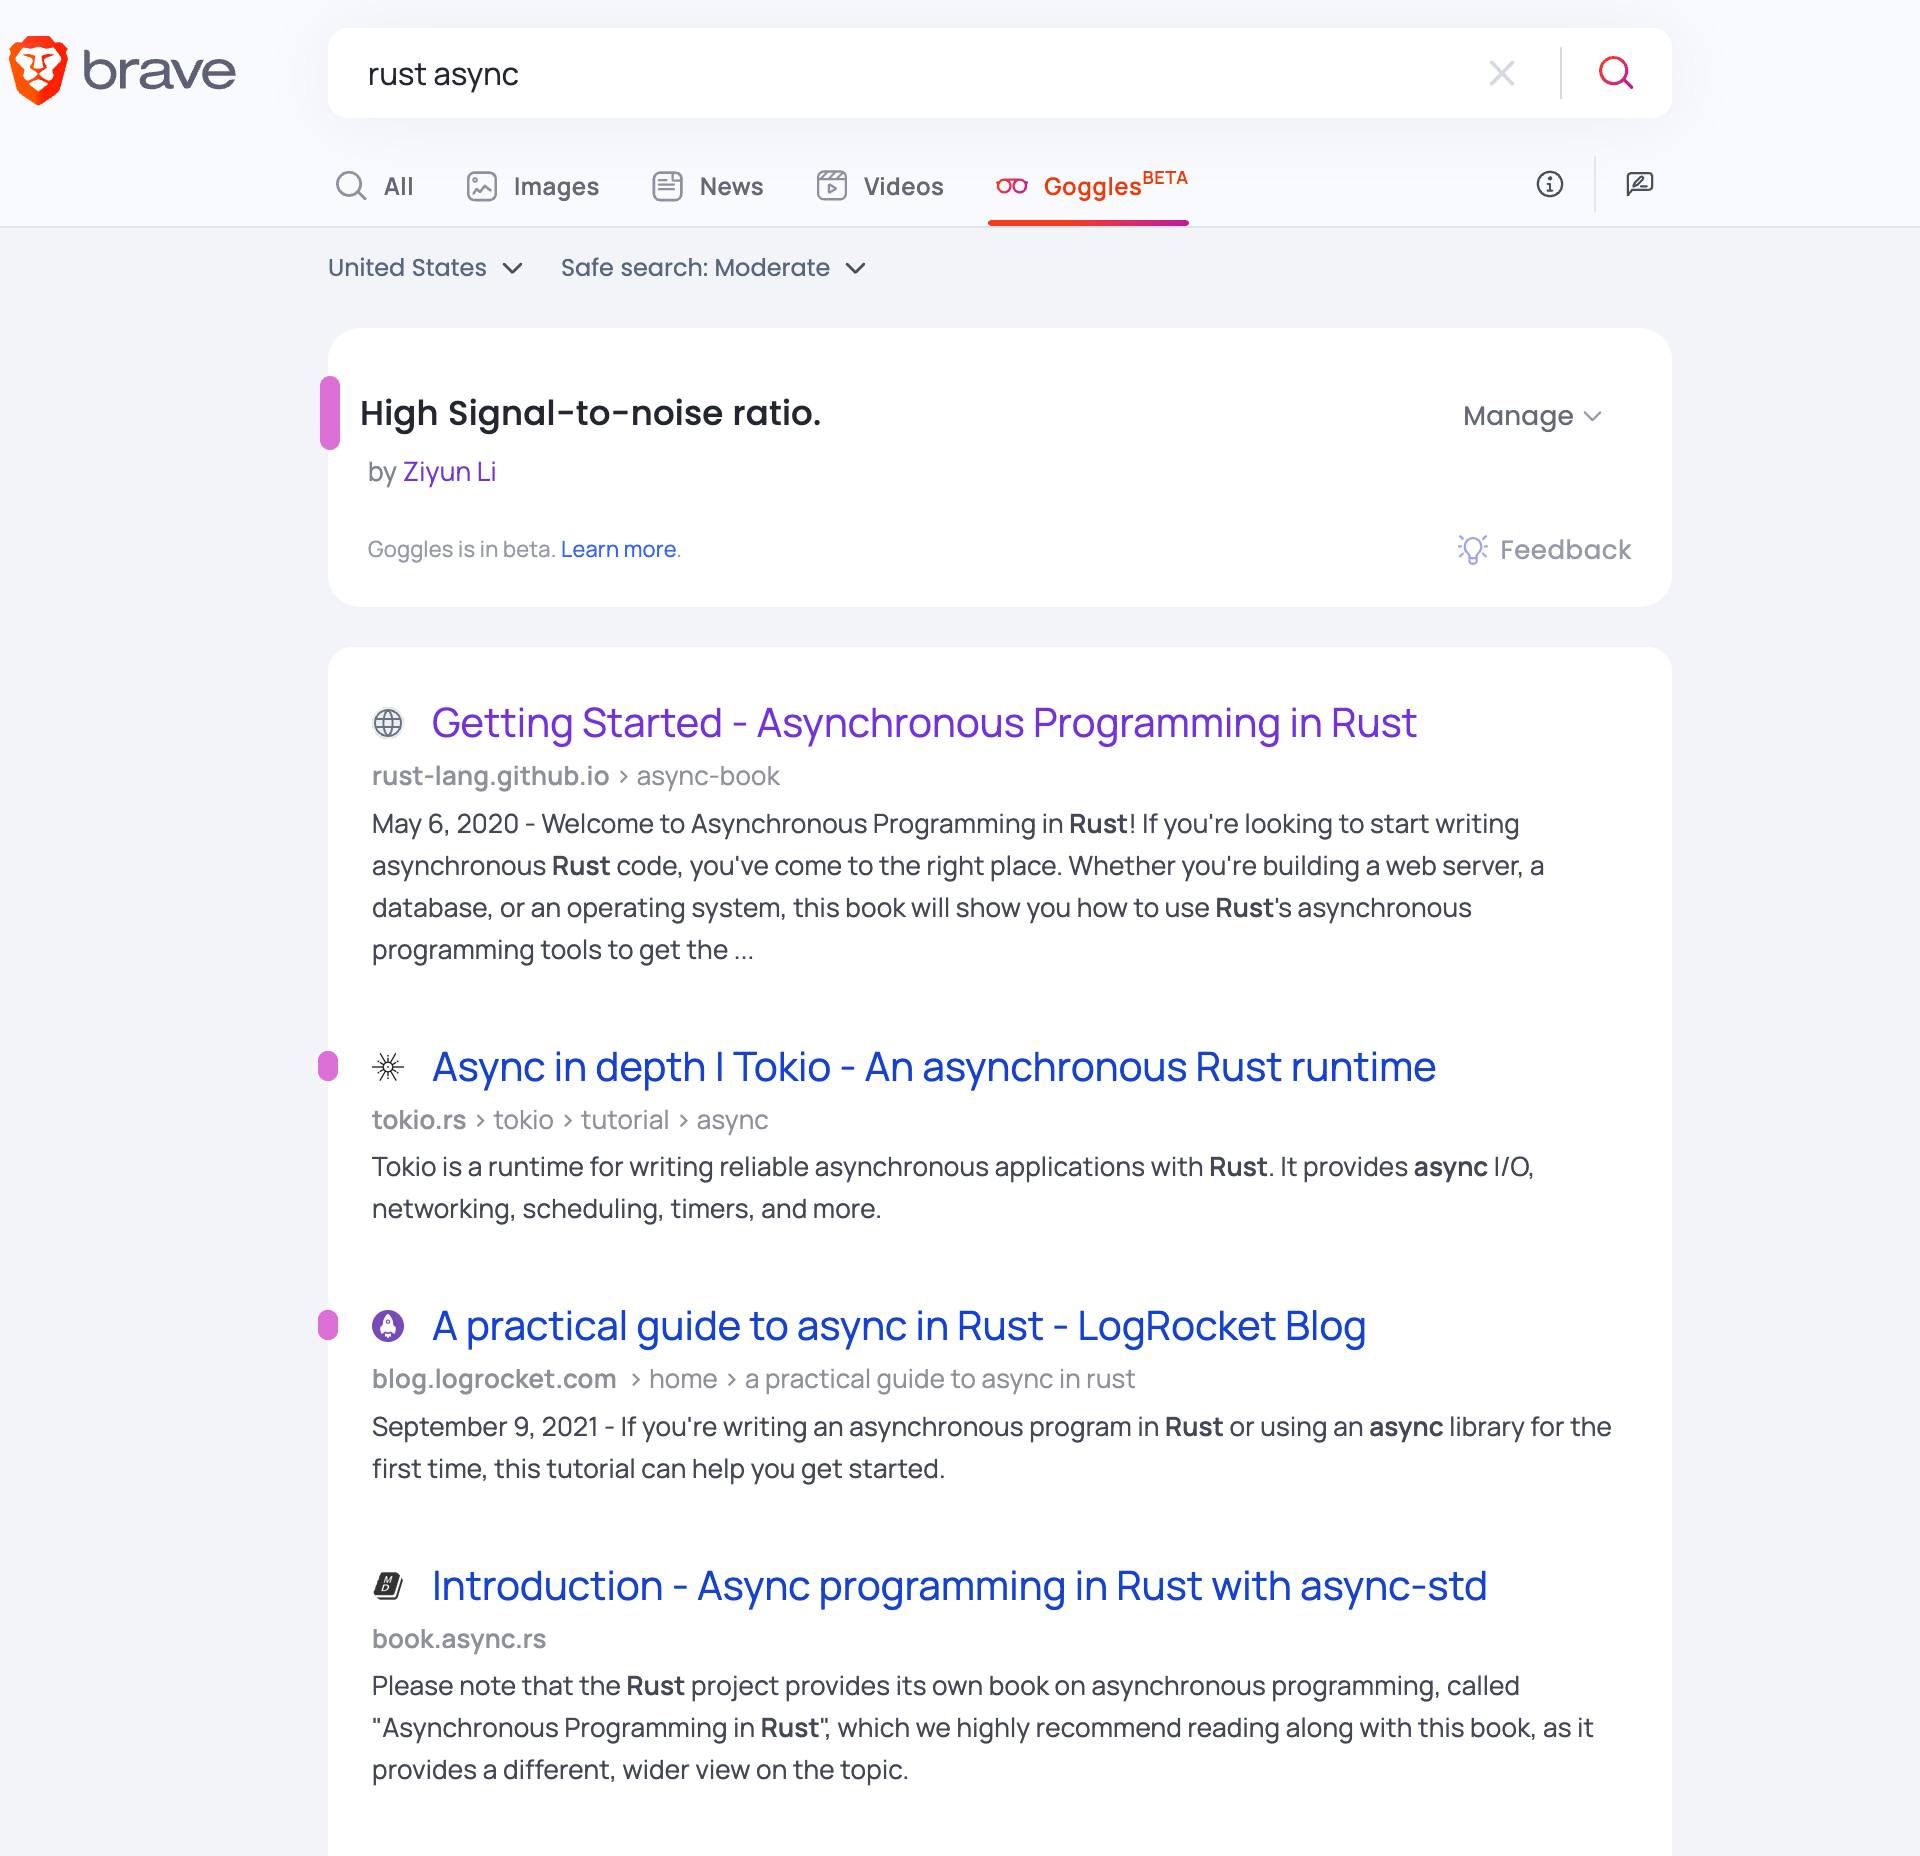 brave
rust async
All Images News Videos Goggles BETA
United States Safe search: Moderate
High Signal-to-noise ratio. Manage
by Ziyun Li
Goggles is in beta. Learn more. Feedback
Getting Started - Asynchronous Programming in Rust
rust-lang.github.io › async-book
May 6, 2020 - Welcome to Asynchronous Programming in Rust! If you're looking to start writing
asynchronous Rust code, you've come to the right place. Whether you're building a web server, a
database, or an operating system, this book will show you how to use Rust's asynchronous
programming tools to get the ...
Async in depth | Tokio - An asynchronous Rust runtime
tokio.rs › tokio › tutorial › async
Tokio is a runtime for writing reliable asynchronous applications with Rust. It provides async I/O,
networking, scheduling, timers, and more.
A practical guide to async in Rust - LogRocket Blog
blog.logrocket.com › home › a practical guide to async in rust
September 9, 2021 - If you're writing an asynchronous program in Rust or using an async library for the
first time, this tutorial can help you get started.
Introduction - Async programming in Rust with async-std
book.async.rs
Please note that the Rust project provides its own book on asynchronous programming, called
"Asynchronous Programming in Rust", which we highly recommend reading along with this book, as it
provides a different, wider view on the topic.